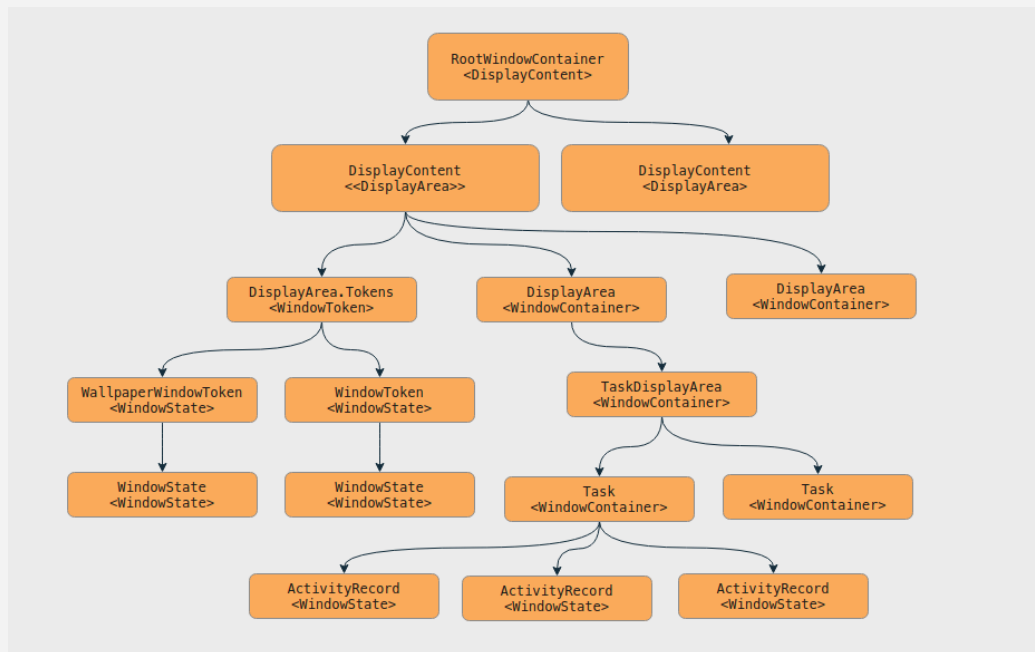 RootWindowContainer
<DisplayContent>
DisplayContent
<<DisplayArea>>
DisplayContent
<DisplayArea>
DisplayArea.Tokens
<WindowToken>
DisplayArea
<WindowContainer>
DisplayArea
<WindowContainer>
WallpaperWindowToken
<WindowState>
WindowToken
<WindowState>
TaskDisplayArea
<WindowContainer>
WindowState
<WindowState>
WindowState
<WindowState>
Task
<WindowContainer>
Task
<WindowContainer>
ActivityRecord
<WindowState>
ActivityRecord
<WindowState>
ActivityRecord
<WindowState>